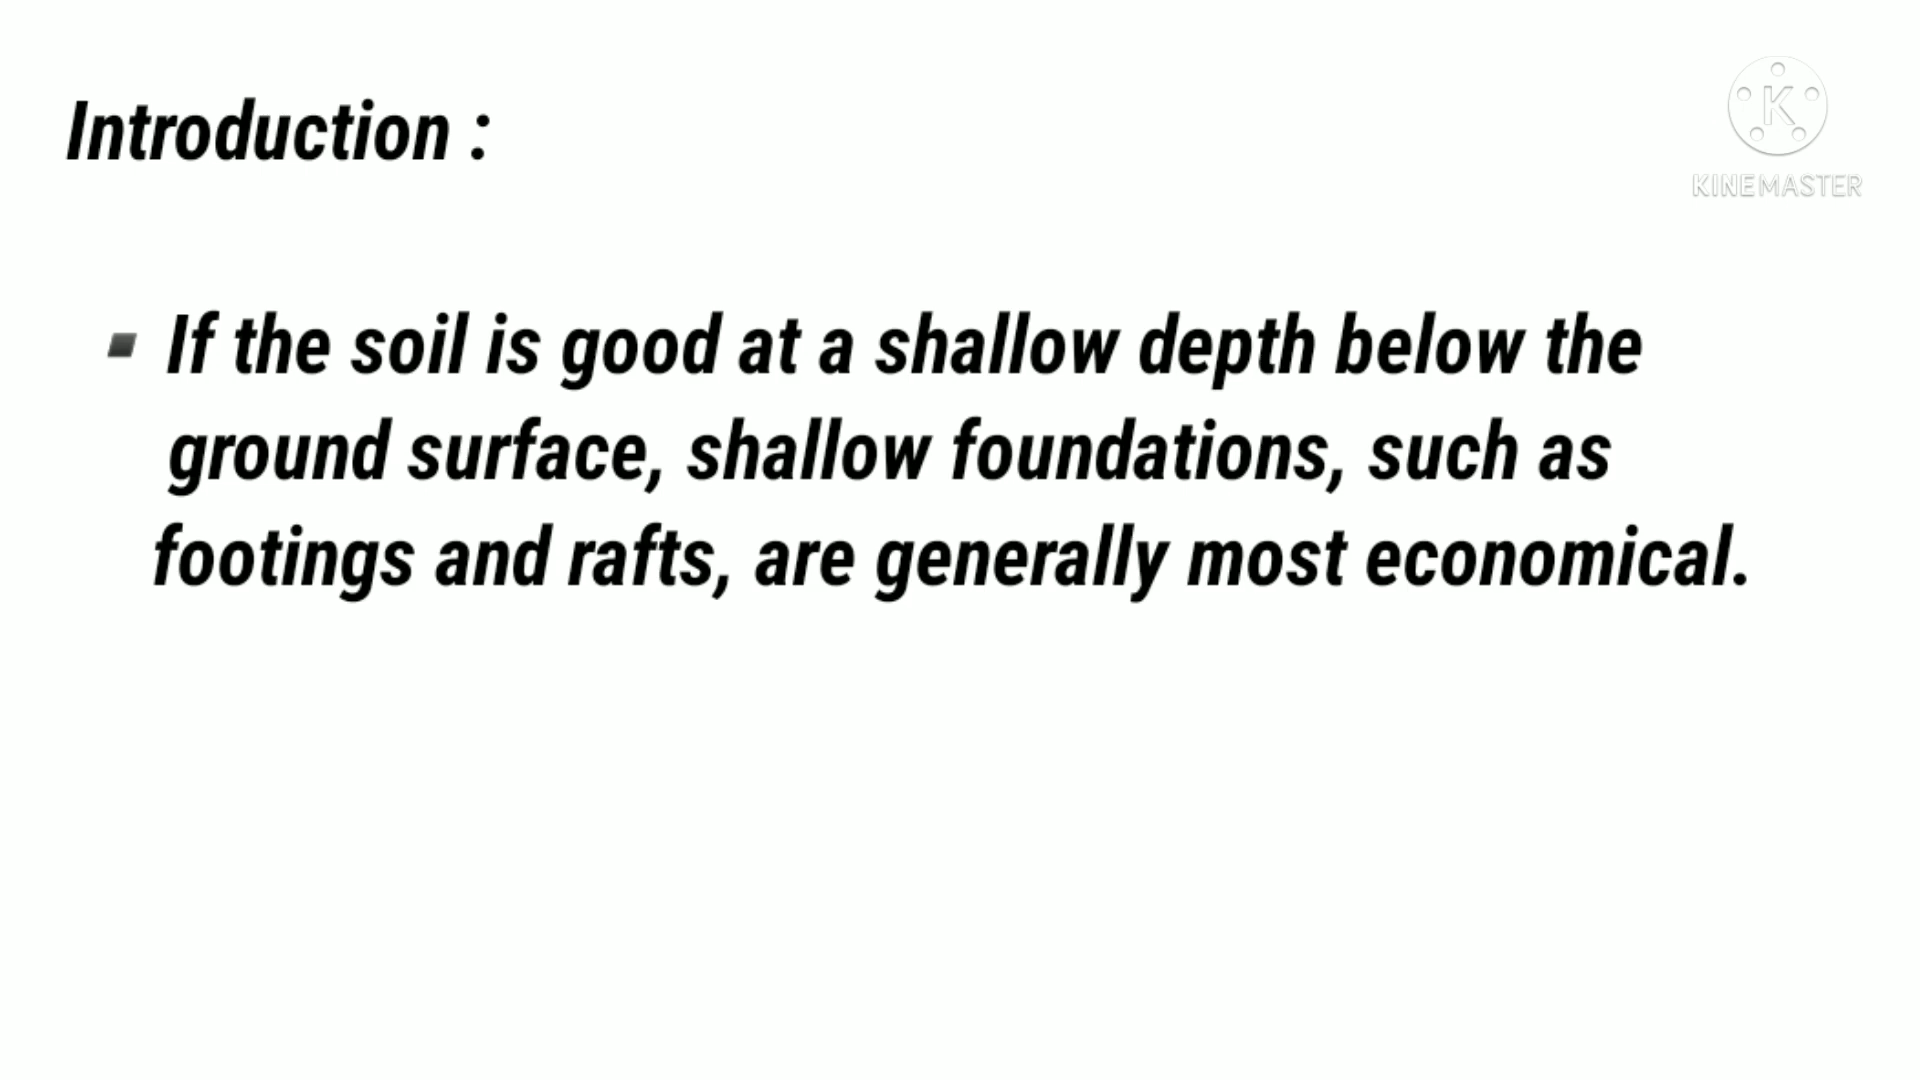 Introduction :
K
KINEMASTER
▪ If the soil is good at a shallow depth below the
ground surface, shallow foundations, such as
footings and rafts, are generally most economical.